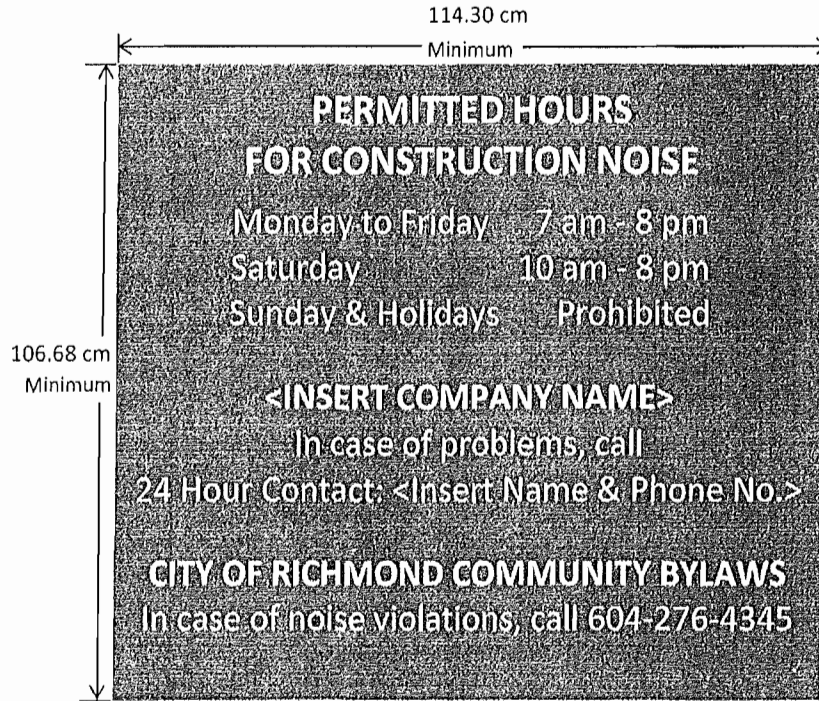 114.30 cm
Minimum
PERMITTED HOURS
FOR CONSTRUCTION NOISE
Monday to Friday 7 am - 8 pm
Saturday 10 am - 8 pm
Sunday & Holidays Prohibited
106.68 cm
Minimum
<INSERT COMPANY NAME>
In case of problems, call
24 Hour Contact: <Insert Name & Phone No.>
CITY OF RICHMOND COMMUNITY BYLAWS
In case of noise violations, call 604-276-4345